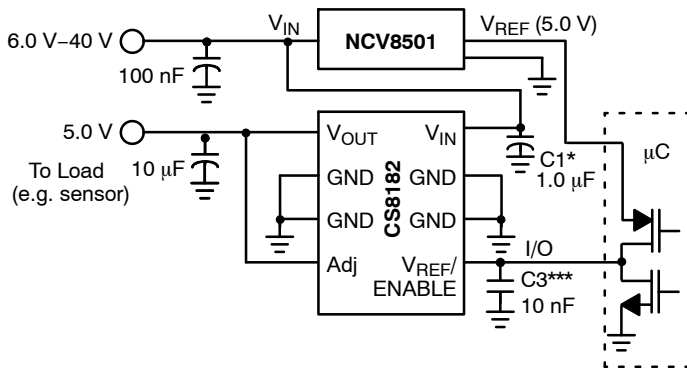 6.0 V–40 V
VIN
NCV8501
VREF (5.0 V)
100 nF
5.0 V
10 μF
To Load
(e.g. sensor)
VOUT
VIN
GND
GND
GND
GND
CS8182
Adj
VREF/
ENABLE
C1*
1.0 μF
μC
I/O
C3***
10 nF